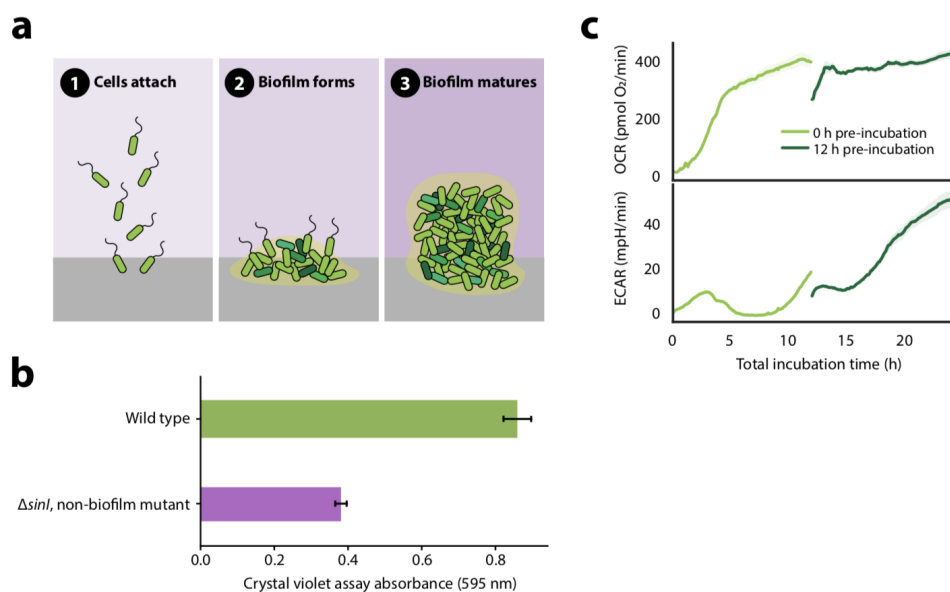 a
1 Cells attach
2 Biofilm forms
3 Biofilm matures
b
Wild type
ΔsinI, non-biofilm mutant
0.0 0.2 0.4 0.6 0.8
Crystal violet assay absorbance (595 nm)
c
OCR (pmol O₂/min)
400
200
0
0 h pre-incubation
12 h pre-incubation
ECAR (mpH/min)
40
20
0
0 5 10 15 20
Total incubation time (h)